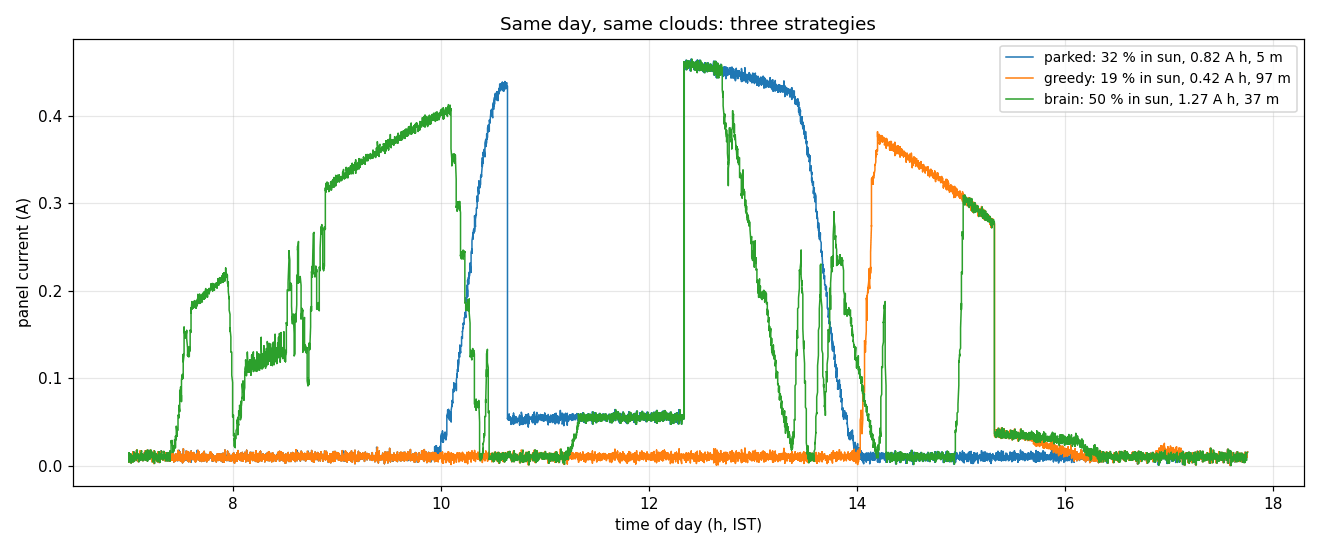 Same day, same clouds: three strategies
parked: 32 % in sun, 0.82 A h, 5 m
greedy: 19 % in sun, 0.42 A h, 97 m
brain: 50 % in sun, 1.27 A h, 37 m
panel current (A)
0.4
0.3
0.2
0.1
0.0
8 10 12 14 16 18
time of day (h, IST)